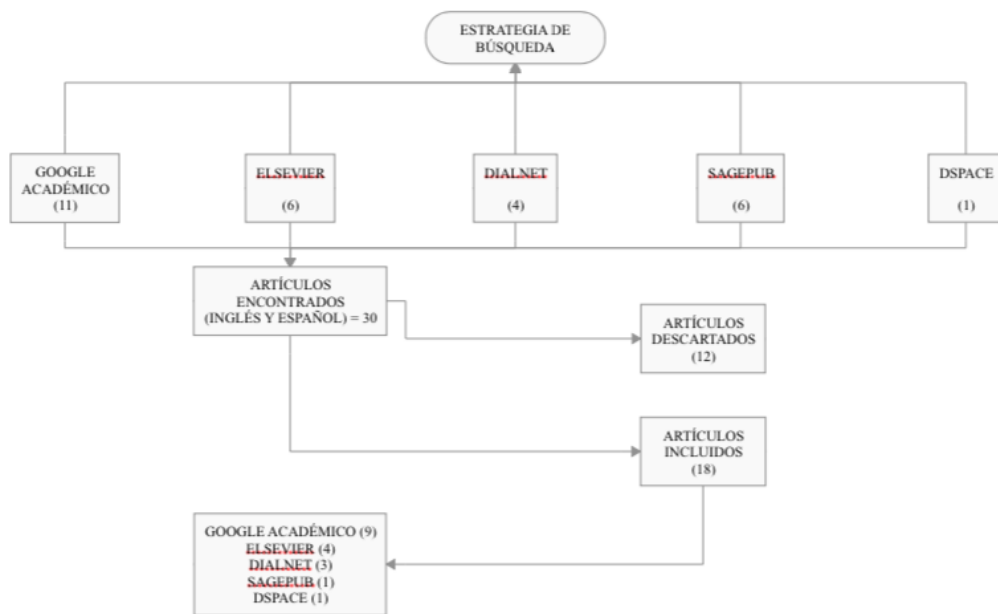 ESTRATEGIA DE
BÚSQUEDA
GOOGLE
ACADÉMICO
(11)
ELSEVIER
(6)
DIALNET
(4)
SAGEPUB
(6)
DSPACE
(1)
ARTÍCULOS
ENCONTRADOS
(INGLÉS Y ESPAÑOL) = 30
ARTÍCULOS
DESCARTADOS
(12)
ARTÍCULOS
INCLUIDOS
(18)
GOOGLE ACADÉMICO (9)
ELSEVIER (4)
DIALNET (3)
SAGEPUB (1)
DSPACE (1)